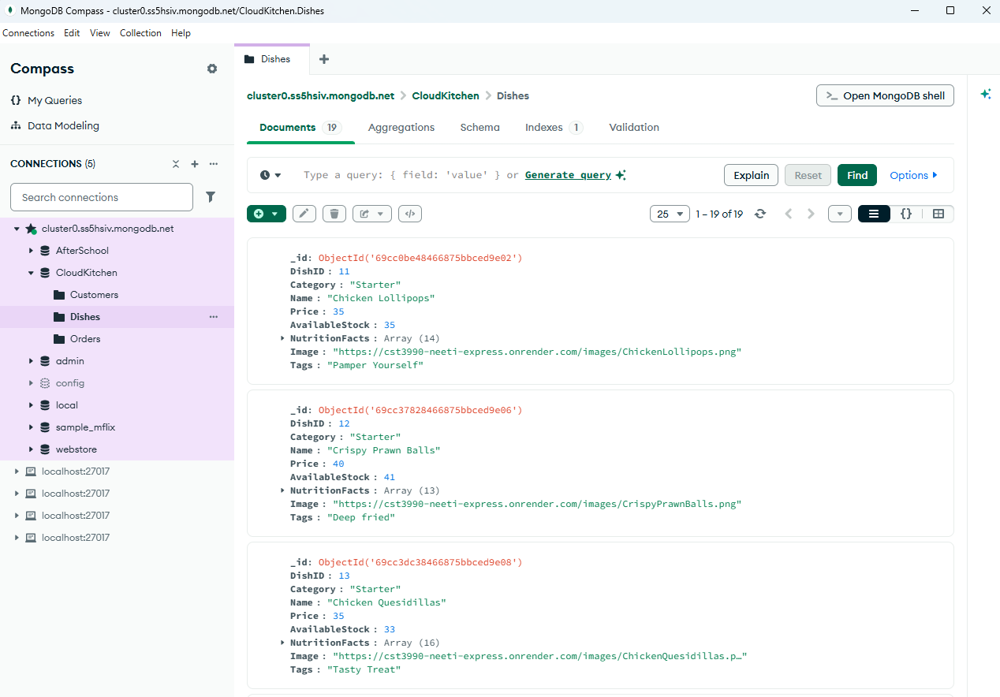 MongoDB Compass - cluster0.ss5hsiv.mongodb.net/CloudKitchen.Dishes
Connections Edit View Collection Help
Compass
My Queries
Data Modeling
CONNECTIONS (5)
Search connections
cluster0.ss5hsiv.mongodb.net
AfterSchool
CloudKitchen
Customers
Dishes
Orders
admin
config
local
sample_mflix
webstore
localhost:27017
localhost:27017
localhost:27017
localhost:27017
Dishes
cluster0.ss5hsiv.mongodb.net > CloudKitchen > Dishes
>_ Open MongoDB shell
Documents 19 Aggregations Schema Indexes 1 Validation
Type a query: { field: 'value' } or Generate query
Explain Reset Find Options
25 1 – 19 of 19
_id: ObjectId('69cc0be48466875bbced9e02')
DishID : 11
Category : "Starter"
Name : "Chicken Lollipops"
Price : 35
AvailableStock : 35
NutritionFacts : Array (14)
Image : "https://cst3990-neeti-express.onrender.com/images/ChickenLollipops.png"
Tags : "Pamper Yourself"
_id: ObjectId('69cc37828466875bbced9e06')
DishID : 12
Category : "Starter"
Name : "Crispy Prawn Balls"
Price : 40
AvailableStock : 41
NutritionFacts : Array (13)
Image : "https://cst3990-neeti-express.onrender.com/images/CrispyPrawnBalls.png"
Tags : "Deep fried"
_id: ObjectId('69cc3dc38466875bbced9e08')
DishID : 13
Category : "Starter"
Name : "Chicken Quesidillas"
Price : 35
AvailableStock : 33
NutritionFacts : Array (16)
Image : "https://cst3990-neeti-express.onrender.com/images/ChickenQuesidillas.p…"
Tags : "Tasty Treat"